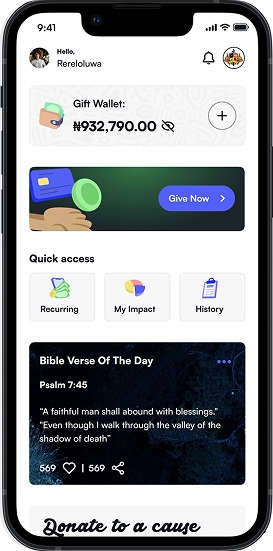 9:41
Hello,
Rereloluwa
Gift Wallet:
₦932,790.00
Give Now
Quick access
Recurring
My Impact
History
Bible Verse Of The Day
Psalm 7:45
"A faithful man shall abound with blessings."
"Even though I walk through the valley of the
shadow of death"
569 | 569
Donate to a cause